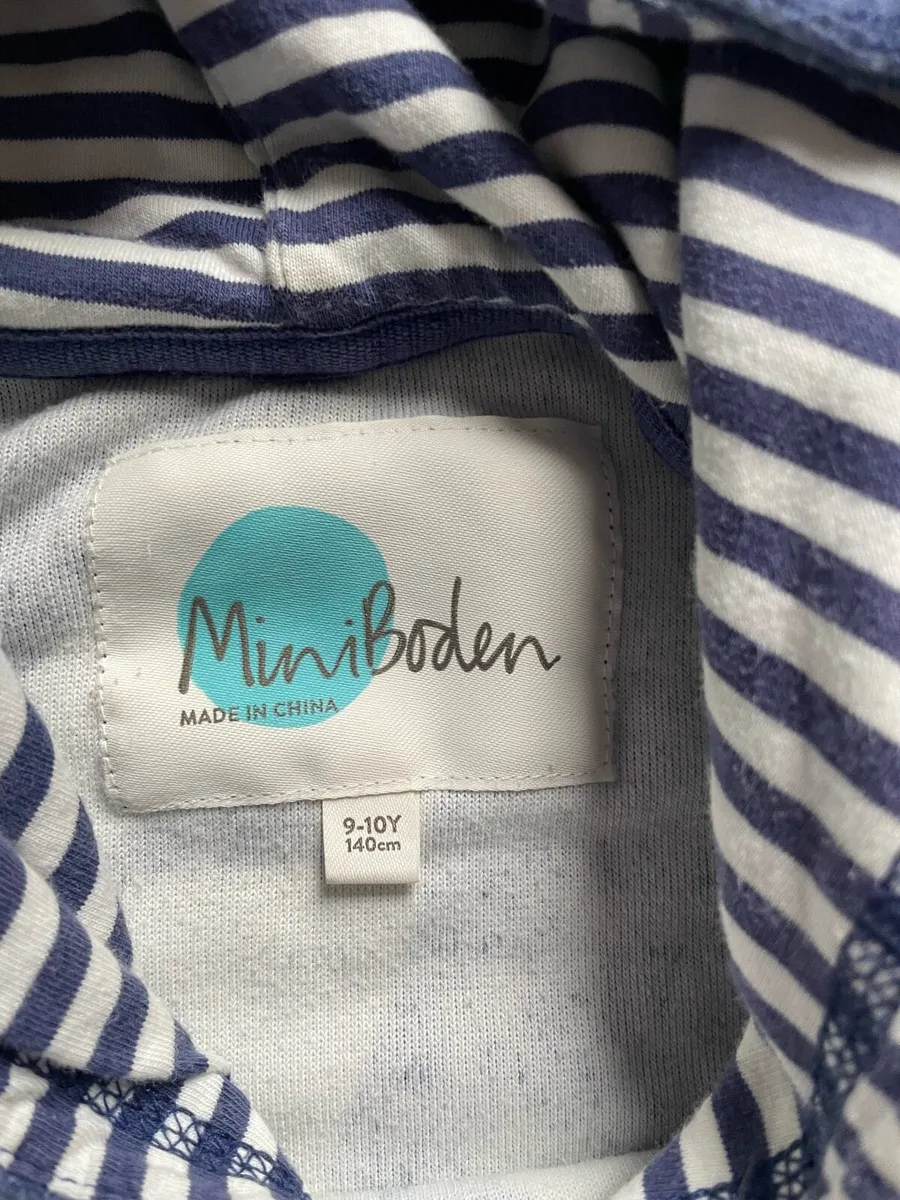 MiniBoden
MADE IN CHINA
9-10Y
140cm